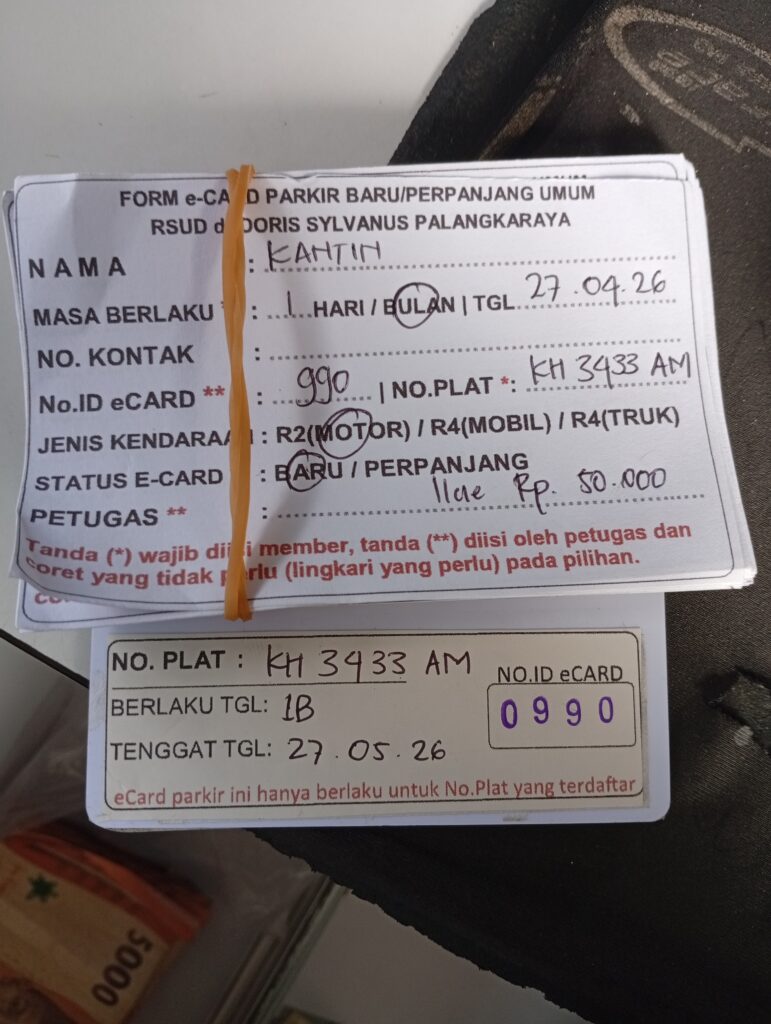 FORM e-CARD PARKIR BARU/PERPANJANG UMUM
RSUD d DORIS SYLVANUS PALANGKARAYA
NAMA : KANTIN
MASA BERLAKU * : 1 HARI / BULAN | TGL 27.04.26
NO. KONTAK :
No.ID eCARD ** : 990 | NO.PLAT *: KH 3433 AM
JENIS KENDARAAN : R2(MOTOR) / R4(MOBIL) / R4(TRUK)
STATUS E-CARD : BARU / PERPANJANG
PETUGAS ** : Rp. 50.000
Tanda (*) wajib diisi member, tanda (**) diisi oleh petugas dan
coret yang tidak perlu (lingkari yang perlu) pada pilihan.
NO. PLAT : KH 3433 AM
NO.ID eCARD
BERLAKU TGL: 1B
0990
TENGGAT TGL: 27.05.26
eCard parkir ini hanya berlaku untuk No.Plat yang terdaftar
5000